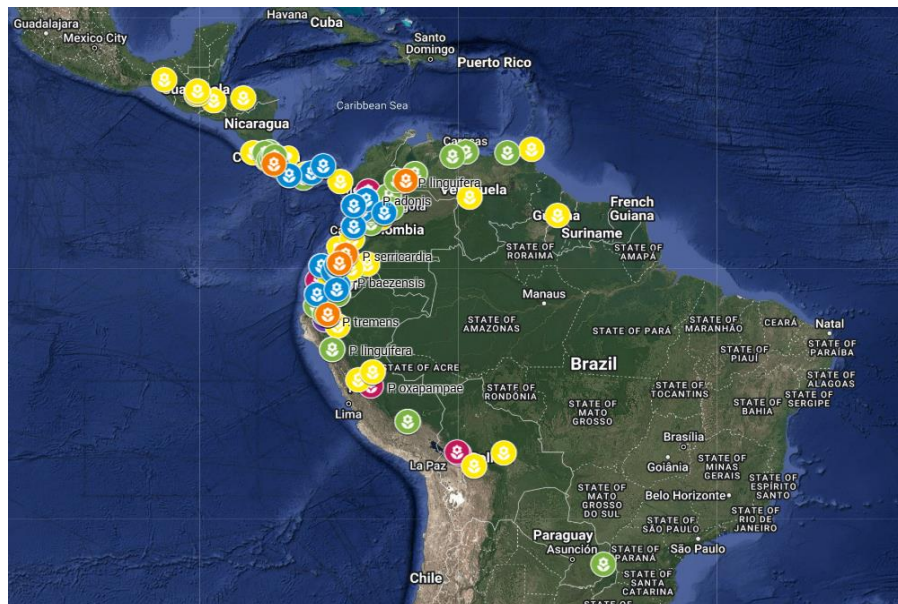 Havana
Guadalajara
Cuba
Mexico City
Santo
Domingo
Puerto Rico
Caribbean Sea
Nicaragua
Caracas
P. linguifera
P. adonis
French
Guiana
Suriname
STATE OF
RORAIMA
STATE OF
AMAPÁ
P. serricardia
P. baezensis
Manaus
P. tremens
STATE OF
AMAZONAS
STATE OF PARÁ
STATE OF
MARANHÃO
CEARÁ
Natal
P. linguifera
STATE OF
PIAUÍ
STATE OF
PARAÍBA
STATE OF ACRE
Brazil
STATE OF
ALAGOAS
P. oxapampae
STATE OF
RONDÔNIA
STATE OF
TOCANTINS
STATE OF
SERGIPE
STATE OF
BAHIA
Lima
STATE OF
MATO
GROSSO
Brasília
La Paz
Goiânia
STATE OF
MINAS
GERAIS
STATE OF
ESPÍRITO
SANTO
STATE OF
MATO
GROSSO
DO SUL
Belo Horizonte
STATE OF
SÃO PAULO
STATE OF
RIO DE
JANEIRO
Paraguay
Asunción
STATE OF
PARANÁ
São Paulo
Chile
STATE OF
SANTA
CATARINA
STATE OF